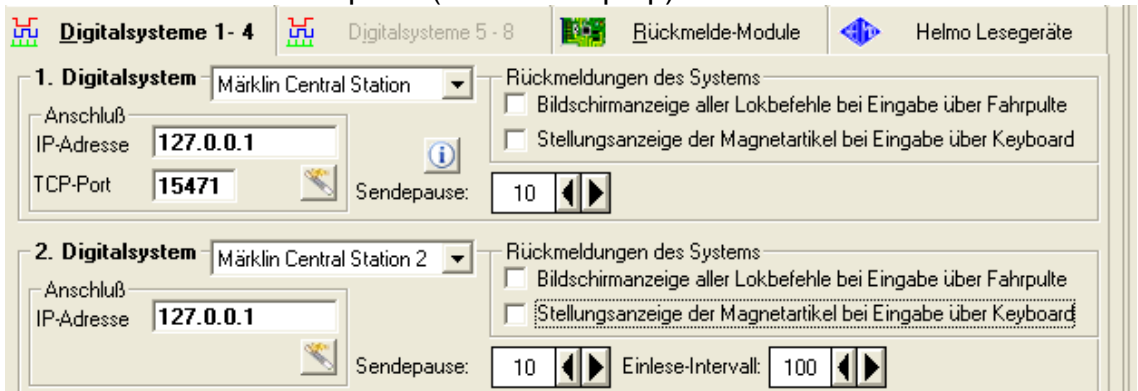 Digitalsysteme 1- 4 Digitalsysteme 5 - 8 Rückmelde-Module Helmo Lesegeräte
1. Digitalsystem Märklin Central Station Rückmeldungen des Systems
Bildschirmanzeige aller Lokbefehle bei Eingabe über Fahrpulte
Anschluß
IP-Adresse 127.0.0.1 Stellungsanzeige der Magnetartikel bei Eingabe über Keyboard
TCP-Port 15471 Sendepause: 10
2. Digitalsystem Märklin Central Station 2 Rückmeldungen des Systems
Bildschirmanzeige aller Lokbefehle bei Eingabe über Fahrpulte
Anschluß
IP-Adresse 127.0.0.1 Stellungsanzeige der Magnetartikel bei Eingabe über Keyboard
Sendepause: 10 Einlese-Intervall: 100